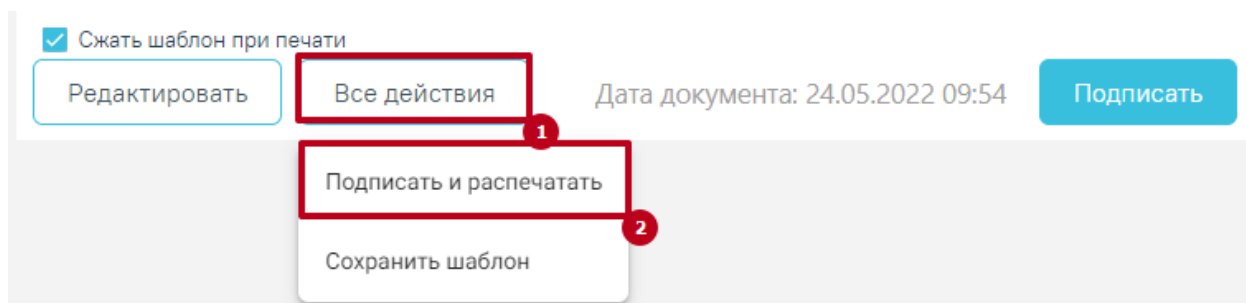 Сжать шаблон при печати
Редактировать Все действия Дата документа: 24.05.2022 09:54 Подписать
1
Подписать и распечатать
2
Сохранить шаблон